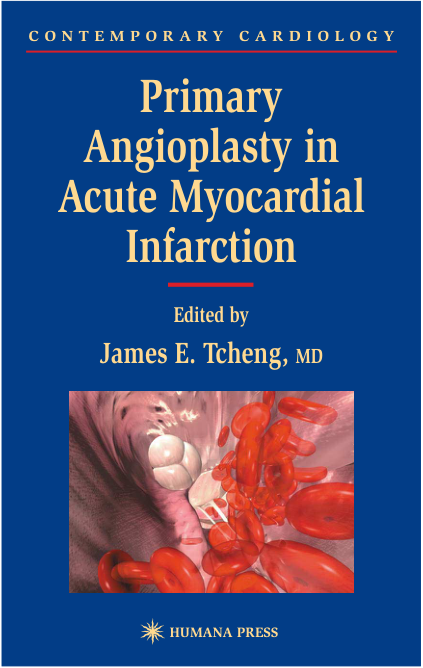 CONTEMPORARY CARDIOLOGY
Primary
Angioplasty in
Acute Myocardial
Infarction
Edited by
James E. Tcheng, MD
HUMANA PRESS